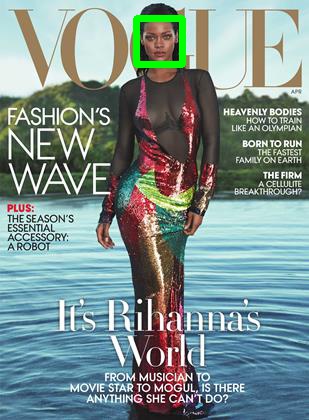 VOGUE
APR
FASHION'S
NEW
WAVE
PLUS:
THE SEASON'S
ESSENTIAL
ACCESSORY:
A ROBOT
HEAVENLY BODIES
HOW TO TRAIN
LIKE AN OLYMPIAN
BORN TO RUN
THE FASTEST
FAMILY ON EARTH
THE FIRM
A CELLULITE
BREAKTHROUGH?
It's Rihanna's
World
FROM MUSICIAN TO
MOVIE STAR TO MOGUL, IS THERE
ANYTHING SHE CAN'T DO?